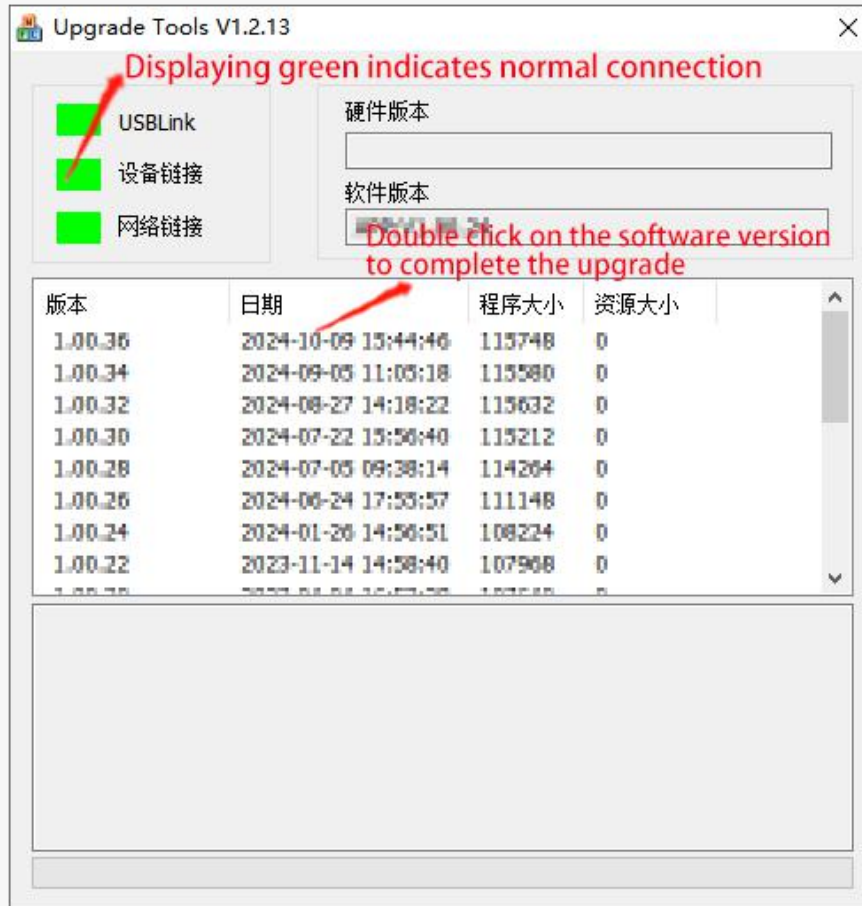 Upgrade Tools V1.2.13
Displaying green indicates normal connection
USBLink
设备链接
网络链接
硬件版本
软件版本
Double click on the software version
to complete the upgrade
版本 日期 程序大小 资源大小
1.00.36 2024-10-09 15:44:46 115748 0
1.00.34 2024-09-05 11:05:18 115580 0
1.00.32 2024-08-27 14:18:22 115632 0
1.00.30 2024-07-22 15:56:40 115212 0
1.00.28 2024-07-05 09:38:14 114264 0
1.00.26 2024-06-24 17:55:57 111148 0
1.00.24 2024-01-26 14:56:51 108224 0
1.00.22 2023-11-14 14:58:40 107968 0